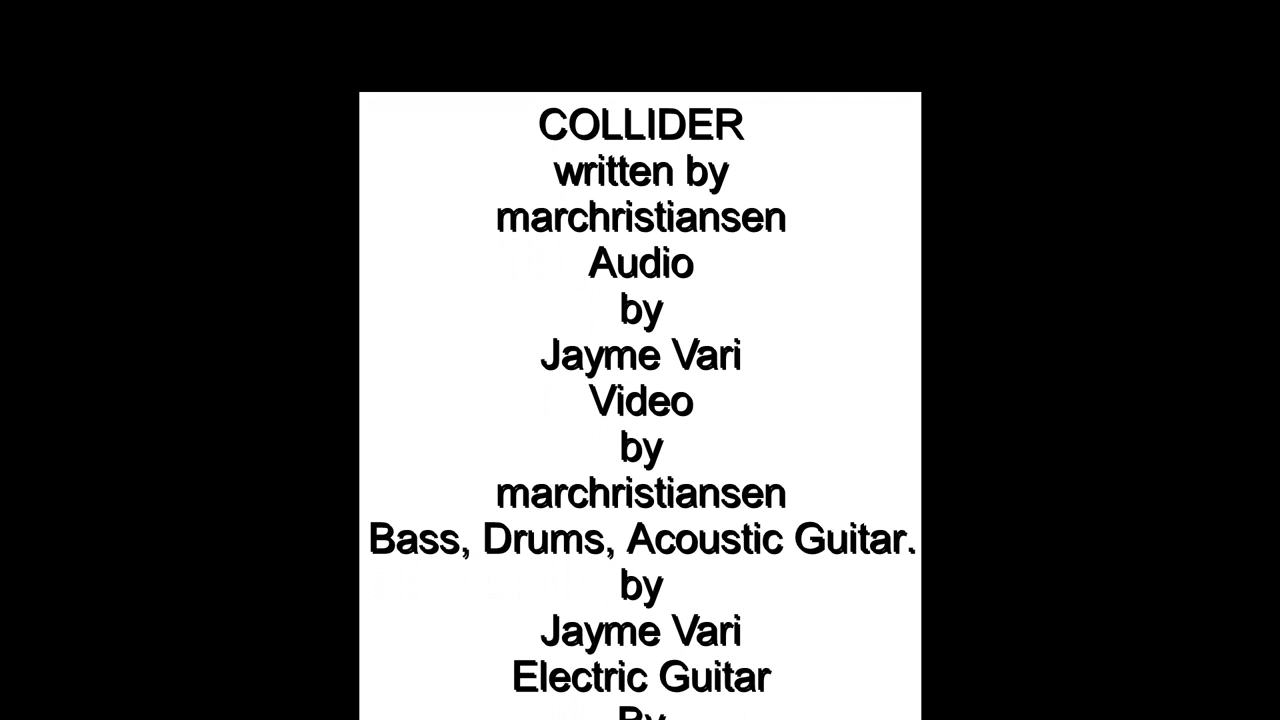 COLLIDER
written by
marchristiansen
Audio
by
Jayme Vari
Video
by
marchristiansen
Bass, Drums, Acoustic Guitar.
by
Jayme Vari
Electric Guitar
By